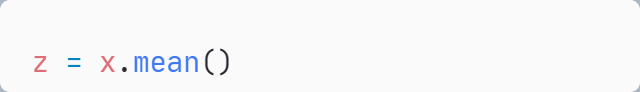 z = x.mean()